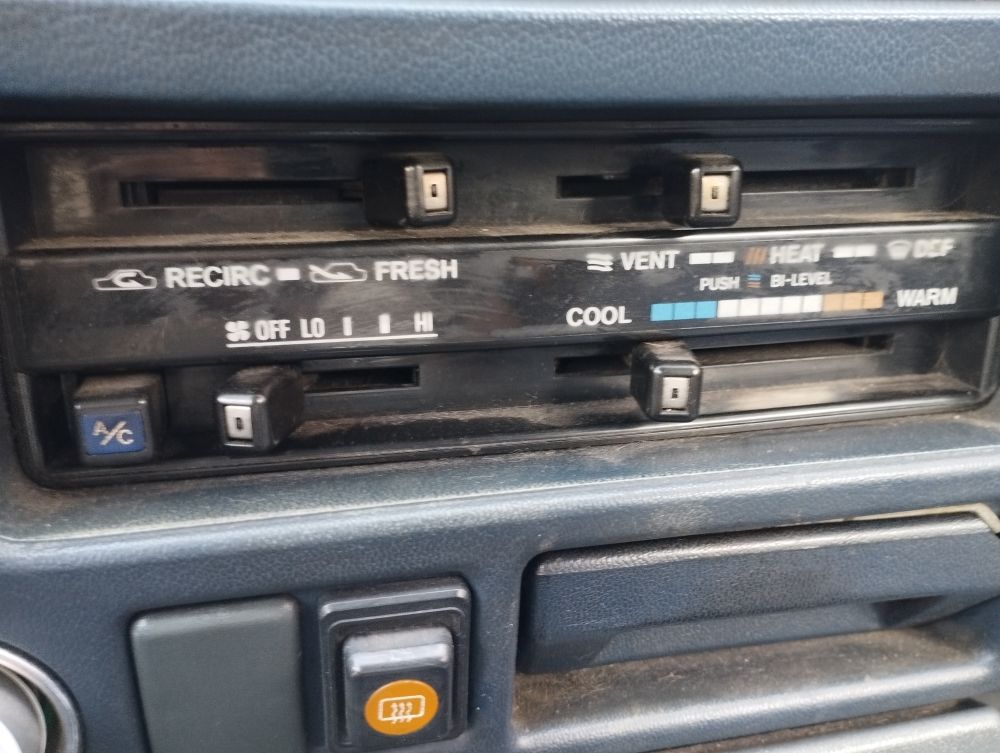 RECIRC FRESH
VENT HEAT DEF
PUSH BI-LEVEL
COOL WARM
OFF LO I II HI
A/C